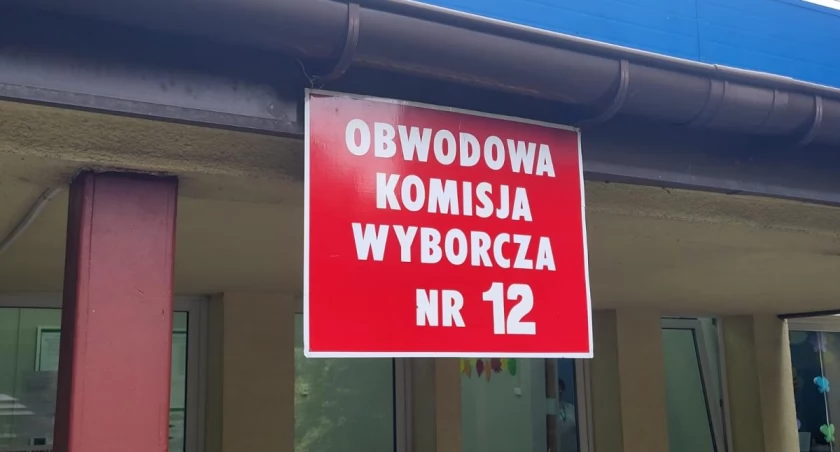 OBWODOWA
KOMISJA
WYBORCZA
NR 12